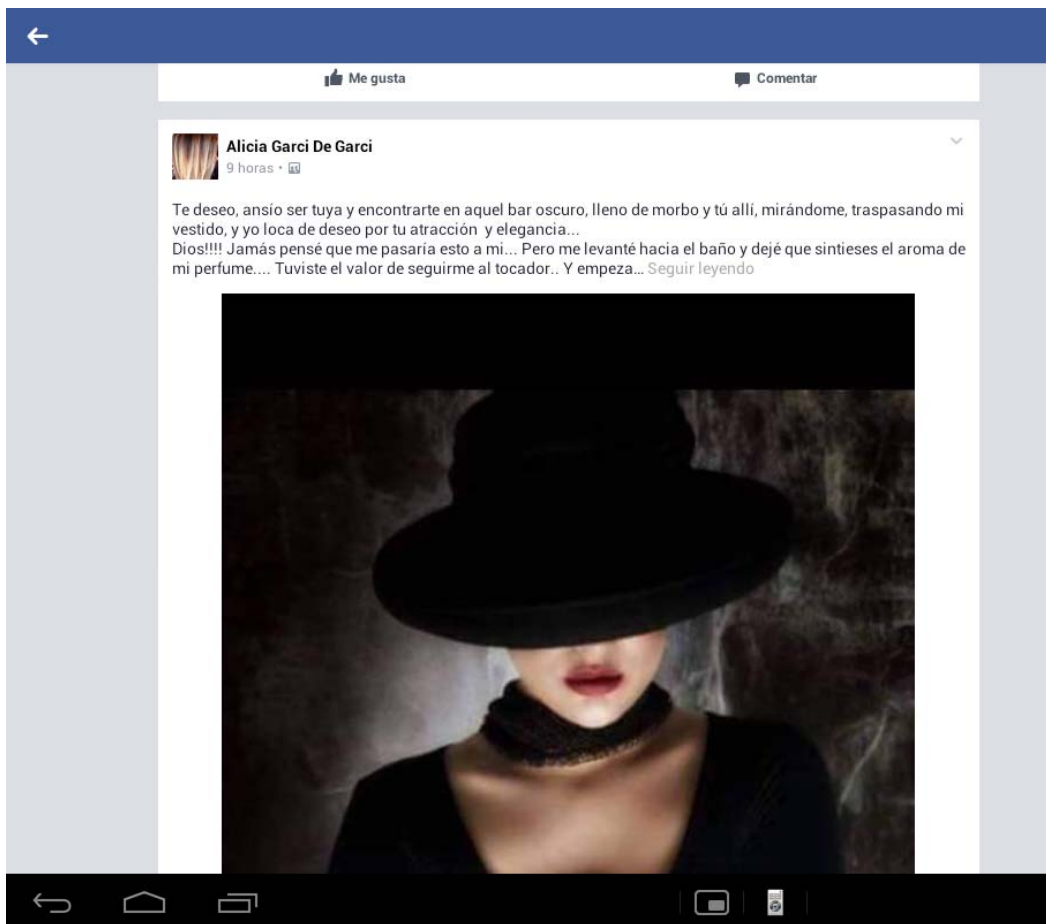 Me gusta
Comentar
Alicia Garci De Garci
9 horas •
Te deseo, ansío ser tuya y encontrarte en aquel bar oscuro, lleno de morbo y tú allí, mirándome, traspasando mi
vestido, y yo loca de deseo por tu atracción y elegancia...
Dios!!!! Jamás pensé que me pasaría esto a mi... Pero me levanté hacia el baño y dejé que sintieses el aroma de
mi perfume.... Tuviste el valor de seguirme al tocador.. Y empeza... Seguir leyendo